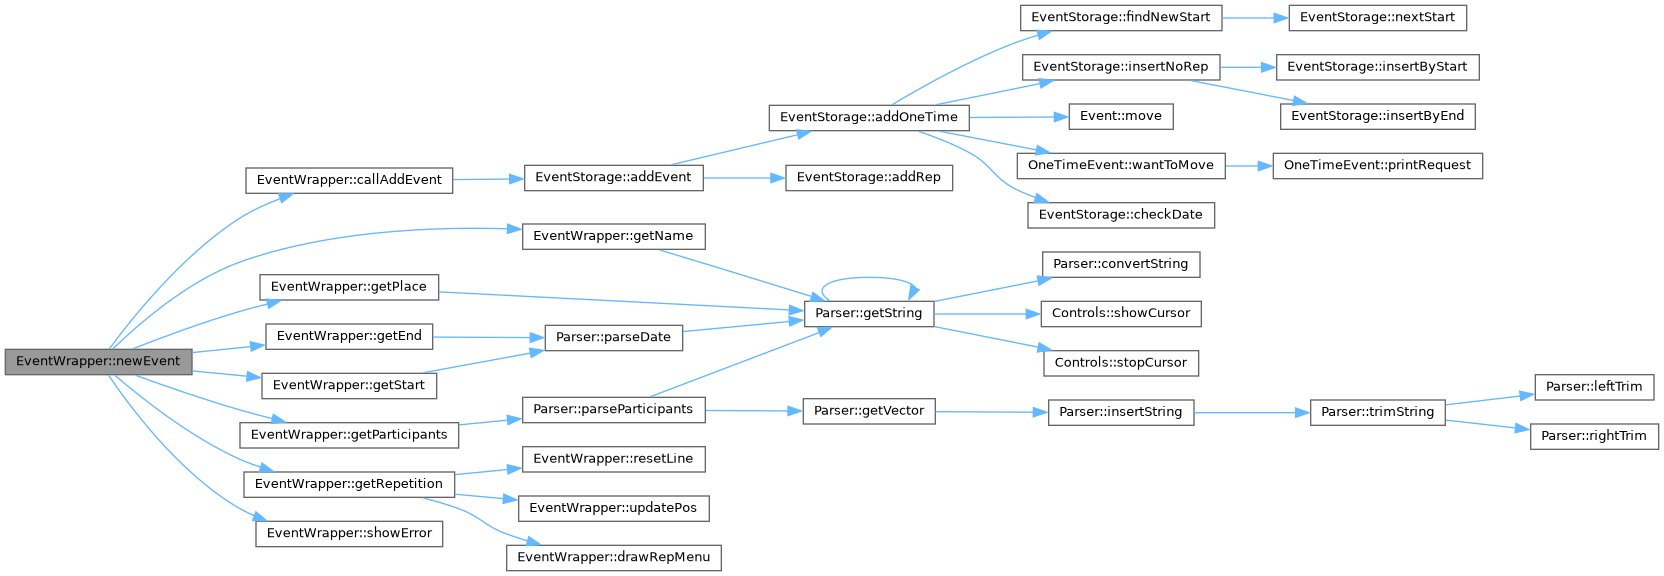 EventStorage::findNewStart
EventStorage::nextStart
EventStorage::insertNoRep
EventStorage::insertByStart
EventStorage::addOneTime
Event::move
EventStorage::insertByEnd
OneTimeEvent::wantToMove
OneTimeEvent::printRequest
EventWrapper::callAddEvent
EventStorage::addEvent
EventStorage::addRep
EventStorage::checkDate
EventWrapper::getName
Parser::convertString
EventWrapper::getPlace
Parser::getString
Controls::showCursor
EventWrapper::getEnd
Parser::parseDate
EventWrapper::newEvent
Controls::stopCursor
EventWrapper::getStart
Parser::leftTrim
Parser::parseParticipants
Parser::getVector
Parser::insertString
Parser::trimString
EventWrapper::getParticipants
Parser::rightTrim
EventWrapper::resetLine
EventWrapper::getRepetition
EventWrapper::updatePos
EventWrapper::showError
EventWrapper::drawRepMenu